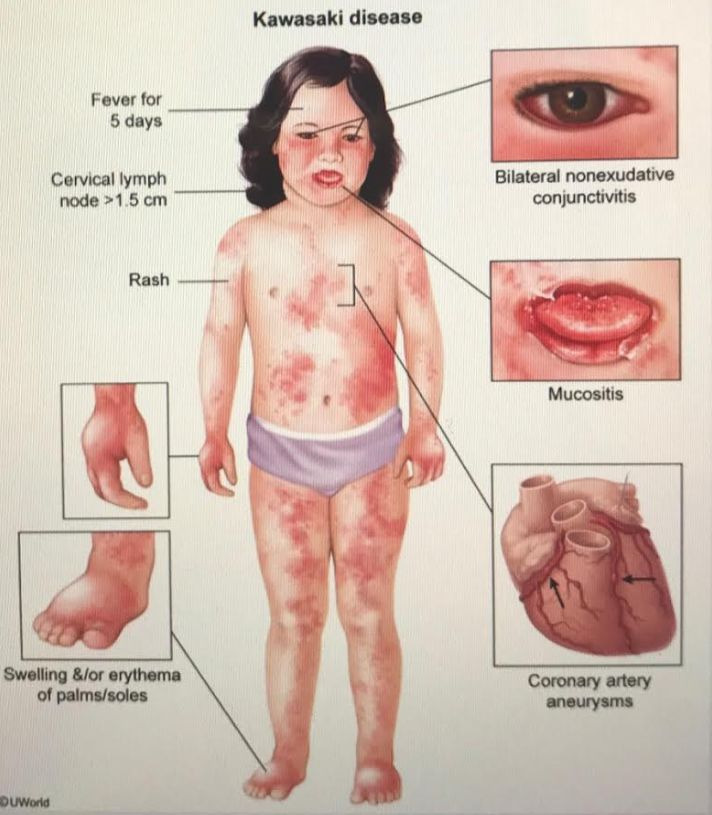 Kawasaki disease
Fever for
5 days
Cervical lymph
node >1.5 cm
Rash
Bilateral nonexudative
conjunctivitis
Mucositis
Swelling &/or erythema
of palms/soles
Coronary artery
aneurysms
©UWorld